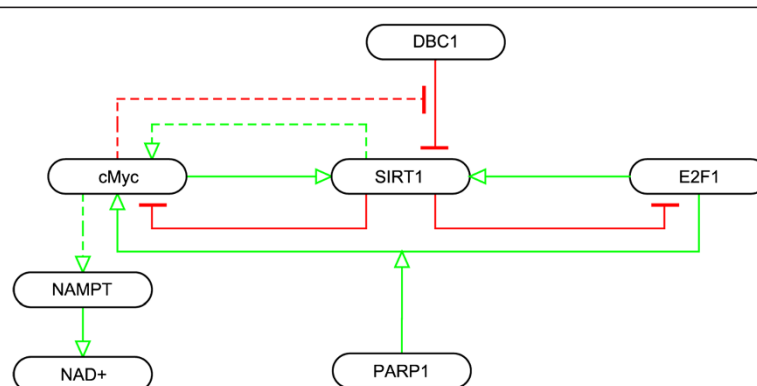 DBC1
cMyc
SIRT1
E2F1
NAMPT
NAD+
PARP1